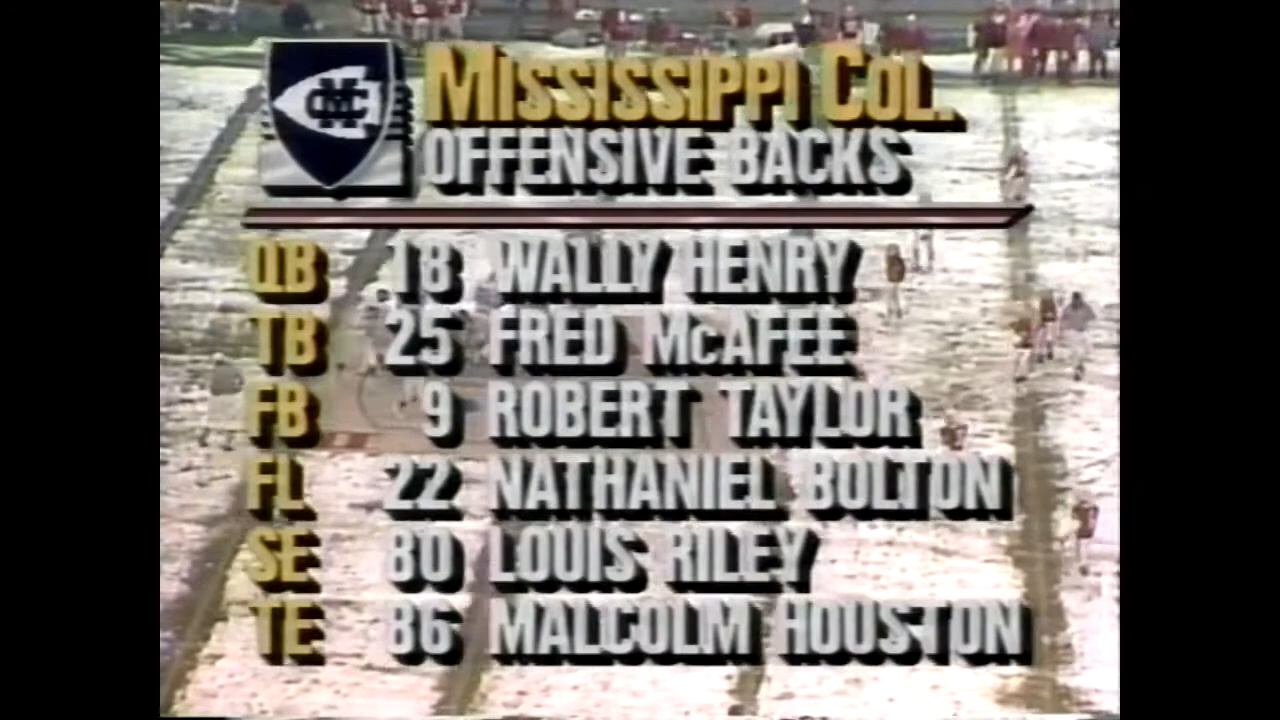 MC
MISSISSIPPI COL.
OFFENSIVE BACKS
QB 18 WALLY HENRY
TB 25 FRED McAFEE
FB 9 ROBERT TAYLOR
FL 22 NATHANIEL BOLTON
SE 80 LOUIS RILEY
TE 86 MALCOLM HOUSTON